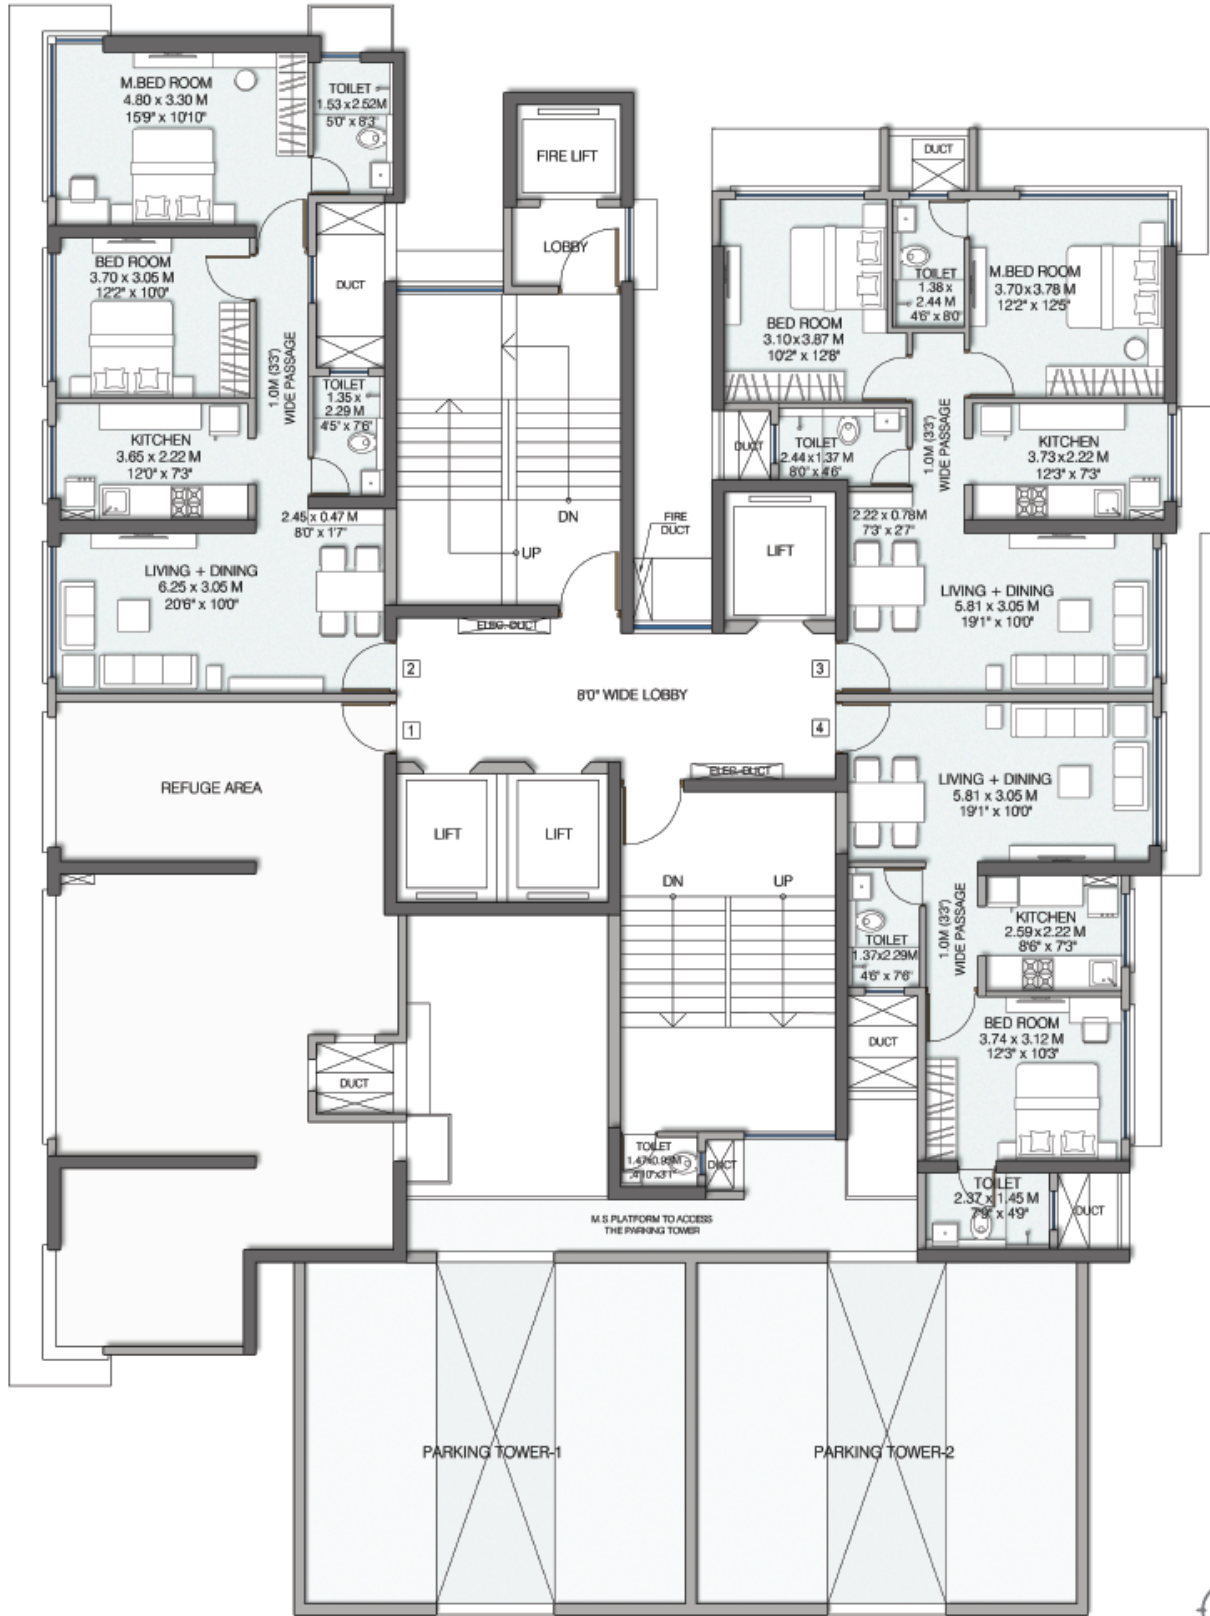 M.BED ROOM
4.80 x 3.30 M
15'9" x 10'10"
TOILET
1.53 x 2.52M
5'0" x 8'3"
FIRE LIFT
LOBBY
DUCT
BED ROOM
3.70 x 3.05 M
12'2" x 10'0"
DUCT
1.0M (3'3")
WIDE PASSAGE
TOILET
1.35 x
2.29 M
4'5" x 7'6"
KITCHEN
3.65 x 2.22 M
12'0" x 7'3"
2.45 x 0.47 M
8'0" x 1'7"
LIVING + DINING
6.25 x 3.05 M
20'6" x 10'0"
DN
UP
FIRE
DUCT
ELEC. DUCT
BED ROOM
3.10 x 3.87 M
10'2" x 12'8"
TOILET
1.38 x
2.44 M
4'6" x 8'0"
M.BED ROOM
3.70 x 3.78 M
12'2" x 12'5"
DUCT
TOILET
2.44 x 1.37 M
8'0" x 4'6"
1.0M (3'3")
WIDE PASSAGE
KITCHEN
3.73 x 2.22 M
12'3" x 7'3"
LIFT
2.22 x 0.78M
7'3" x 2'7"
LIVING + DINING
5.81 x 3.05 M
19'1" x 10'0"
2
3
8'0" WIDE LOBBY
1
4
REFUGE AREA
LIFT
LIFT
ELEC. DUCT
LIVING + DINING
5.81 x 3.05 M
19'1" x 10'0"
DN
UP
TOILET
1.37x2.29M
4'6" x 7'6"
1.0M (3'3")
WIDE PASSAGE
KITCHEN
2.59 x 2.22 M
8'6" x 7'3"
DUCT
BED ROOM
3.74 x 3.12 M
12'3" x 10'3"
DUCT
TOILET
1.47x0.95M
4'10"x3'1"
DUCT
TOILET
2.37 x 1.45 M
7'9" x 4'9"
DUCT
M.S PLATFORM TO ACCESS
THE PARKING TOWER
PARKING TOWER-1
PARKING TOWER-2